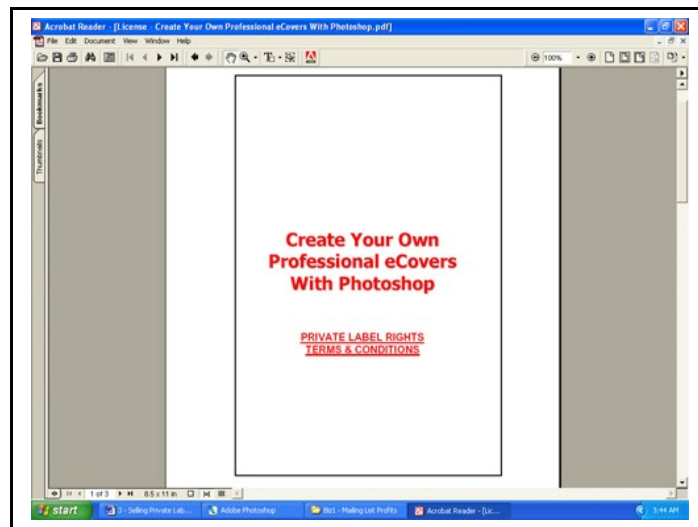 Acrobat Reader - [License - Create Your Own Professional eCovers With Photoshop.pdf]
File Edit Document View Window Help
100%
Bookmarks
Thumbnails
Create Your Own
Professional eCovers
With Photoshop
PRIVATE LABEL RIGHTS
TERMS & CONDITIONS
1 of 3 8.5 x 11 in
start 3 - Selling Private Lab... Adobe Photoshop Biz1 - Mailing List Profits Acrobat Reader - [Lic... 3:44 AM